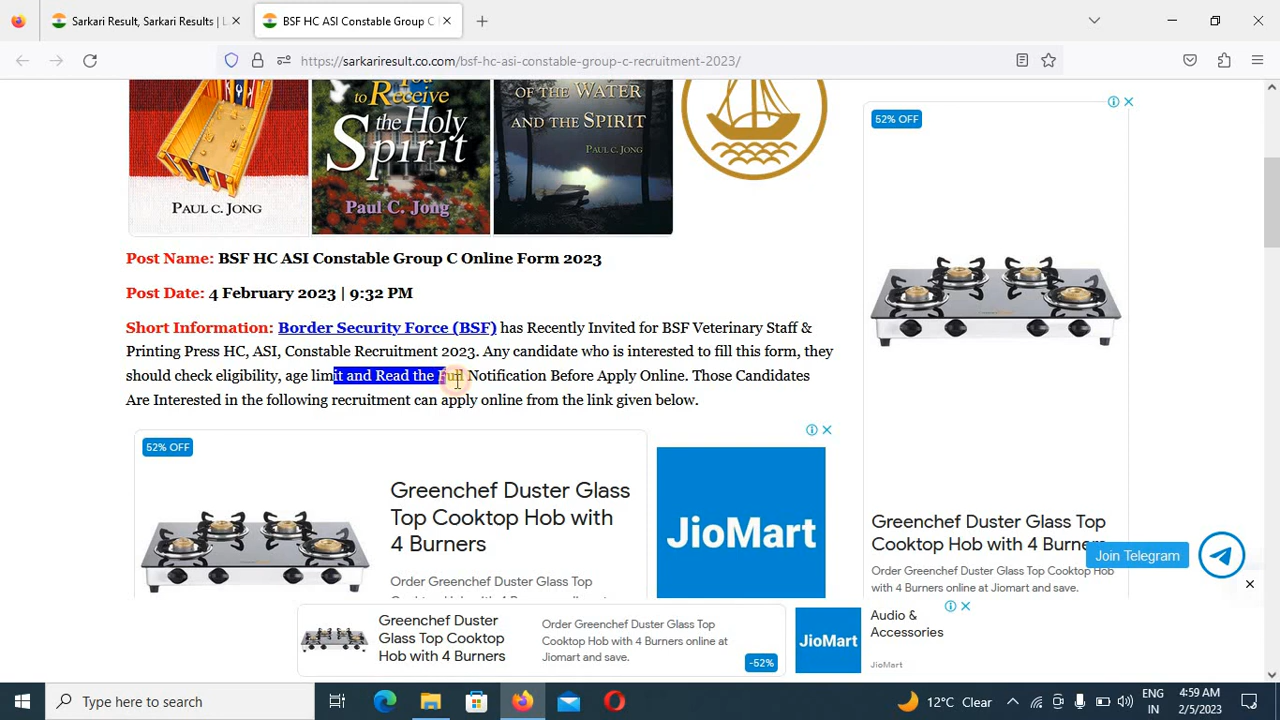 Sarkari Result, Sarkari Results | L
BSF HC ASI Constable Group C
https://sarkariresult.co.com/bsf-hc-asi-constable-group-c-recruitment-2023/
PAUL C. JONG
to Receive
the Holy
Spirit
Paul C. Jong
OF THE WATER
AND THE SPIRIT
PAUL C. JONG
52% OFF
Post Name: BSF HC ASI Constable Group C Online Form 2023
Post Date: 4 February 2023 | 9:32 PM
Short Information: Border Security Force (BSF) has Recently Invited for BSF Veterinary Staff &
Printing Press HC, ASI, Constable Recruitment 2023. Any candidate who is interested to fill this form, they
should check eligibility, age limit and Read the Full Notification Before Apply Online. Those Candidates
Are Interested in the following recruitment can apply online from the link given below.
52% OFF
Greenchef Duster Glass
Top Cooktop Hob with
4 Burners
Order Greenchef Duster Glass Top
JioMart
Greenchef Duster Glass Top
Cooktop Hob with 4 Burners
Order Greenchef Duster Glass Top Cooktop Hob
with 4 Burners online at Jiomart and save.
Join Telegram
Greenchef Duster
Glass Top Cooktop
Hob with 4 Burners
Order Greenchef Duster Glass Top
Cooktop Hob with 4 Burners online at
Jiomart and save.
-52%
JioMart
Audio &
Accessories
JioMart
Type here to search
12°C Clear
ENG
IN
4:59 AM
2/5/2023